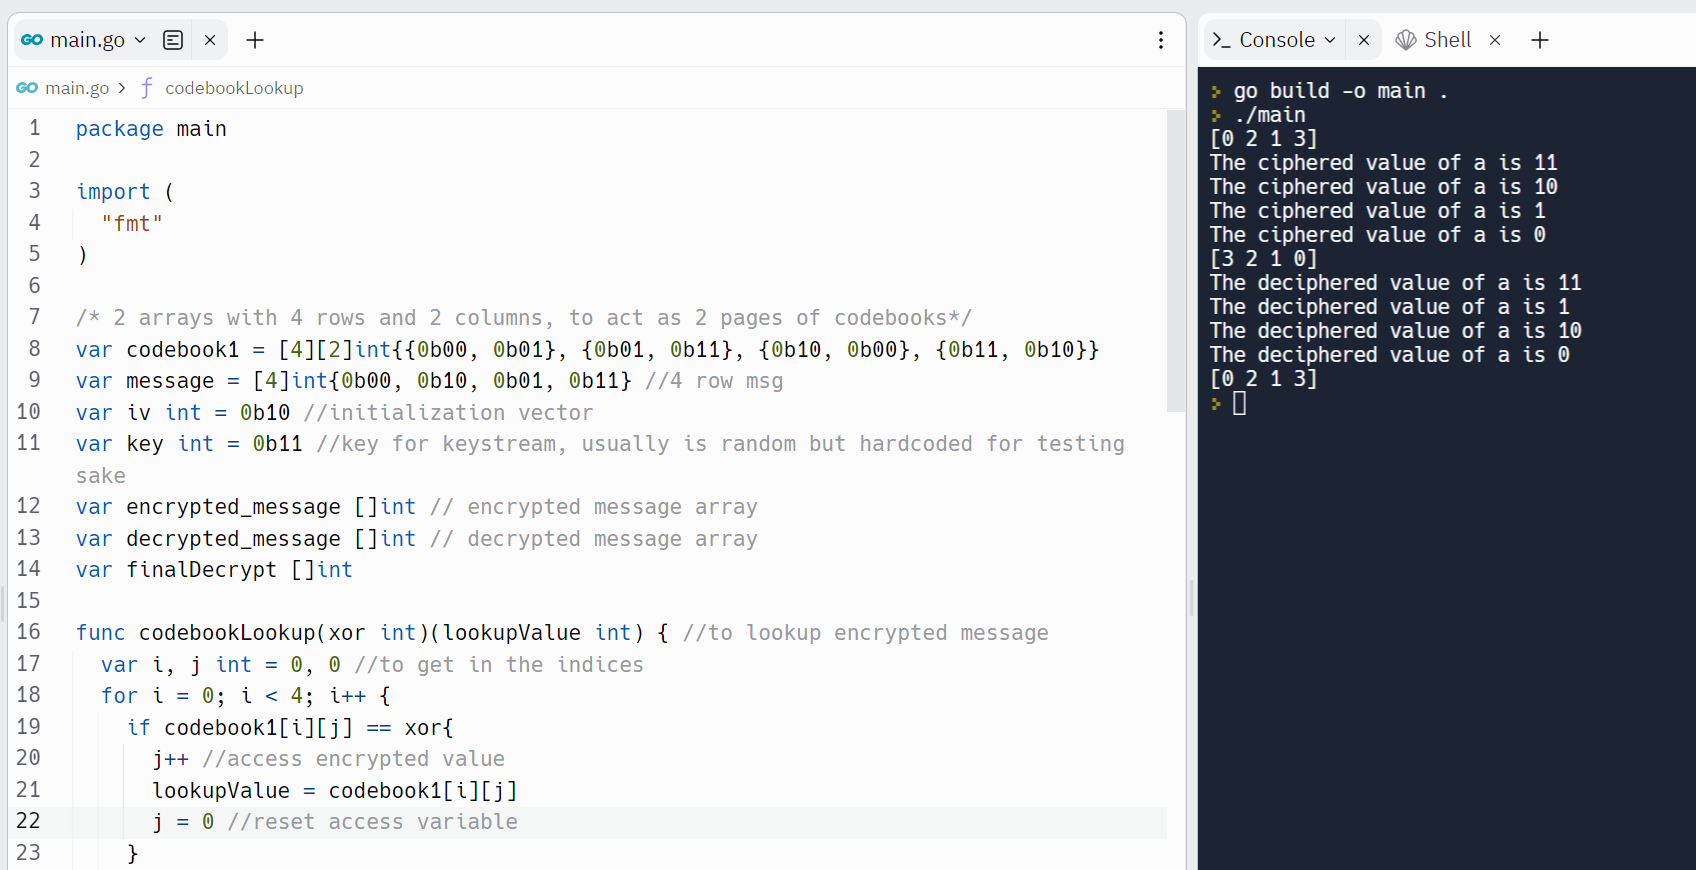 main.go
main.go > ƒ codebookLookup
1 package main
2
3 import (
4 "fmt"
5 )
6
7 /* 2 arrays with 4 rows and 2 columns, to act as 2 pages of codebooks*/
8 var codebook1 = [4][2]int{{0b00, 0b01}, {0b01, 0b11}, {0b10, 0b00}, {0b11, 0b10}}
9 var message = [4]int{0b00, 0b10, 0b01, 0b11} //4 row msg
10 var iv int = 0b10 //initialization vector
11 var key int = 0b11 //key for keystream, usually is random but hardcoded for testing
sake
12 var encrypted_message []int // encrypted message array
13 var decrypted_message []int // decrypted message array
14 var finalDecrypt []int
15
16 func codebookLookup(xor int)(lookupValue int) { //to lookup encrypted message
17 var i, j int = 0, 0 //to get in the indices
18 for i = 0; i < 4; i++ {
19 if codebook1[i][j] == xor{
20 j++ //access encrypted value
21 lookupValue = codebook1[i][j]
22 j = 0 //reset access variable
23 }
Console
Shell
go build -o main .
./main
[0 2 1 3]
The ciphered value of a is 11
The ciphered value of a is 10
The ciphered value of a is 1
The ciphered value of a is 0
[3 2 1 0]
The deciphered value of a is 11
The deciphered value of a is 1
The deciphered value of a is 10
The deciphered value of a is 0
[0 2 1 3]